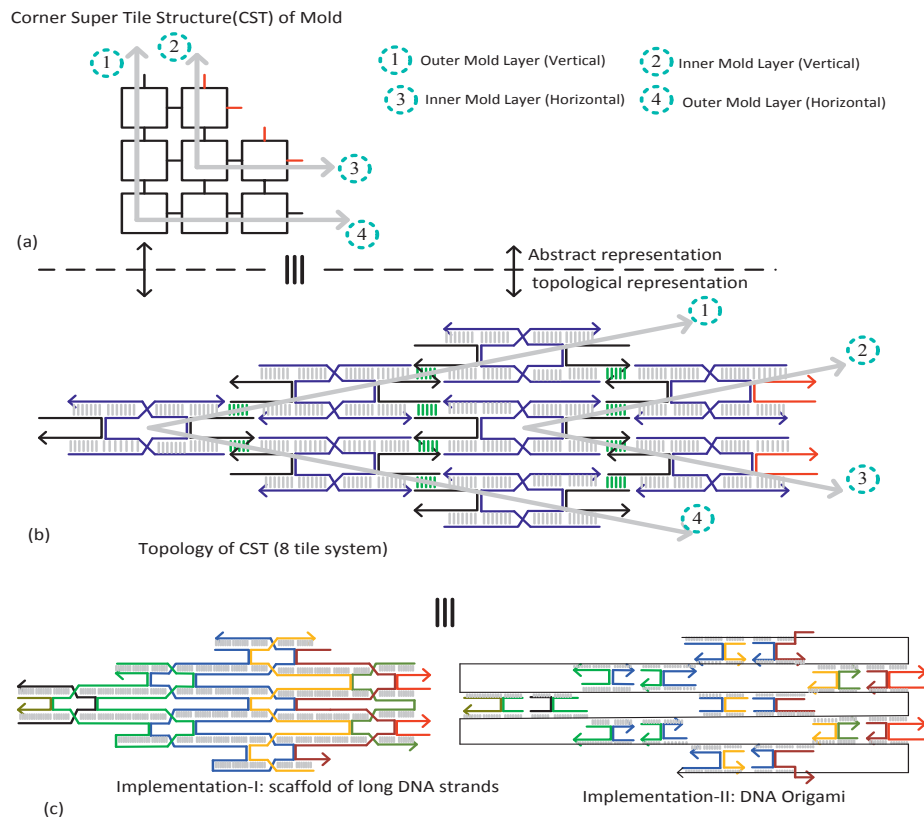 Corner Super Tile Structure(CST) of Mold
1
2
1 Outer Mold Layer (Vertical)
2 Inner Mold Layer (Vertical)
3 Inner Mold Layer (Horizontal)
4 Outer Mold Layer (Horizontal)
3
4
(a)
Abstract representation
topological representation
1
2
3
4
(b)
Topology of CST (8 tile system)
Implementation-I: scaffold of long DNA strands
Implementation-II: DNA Origami
(c)